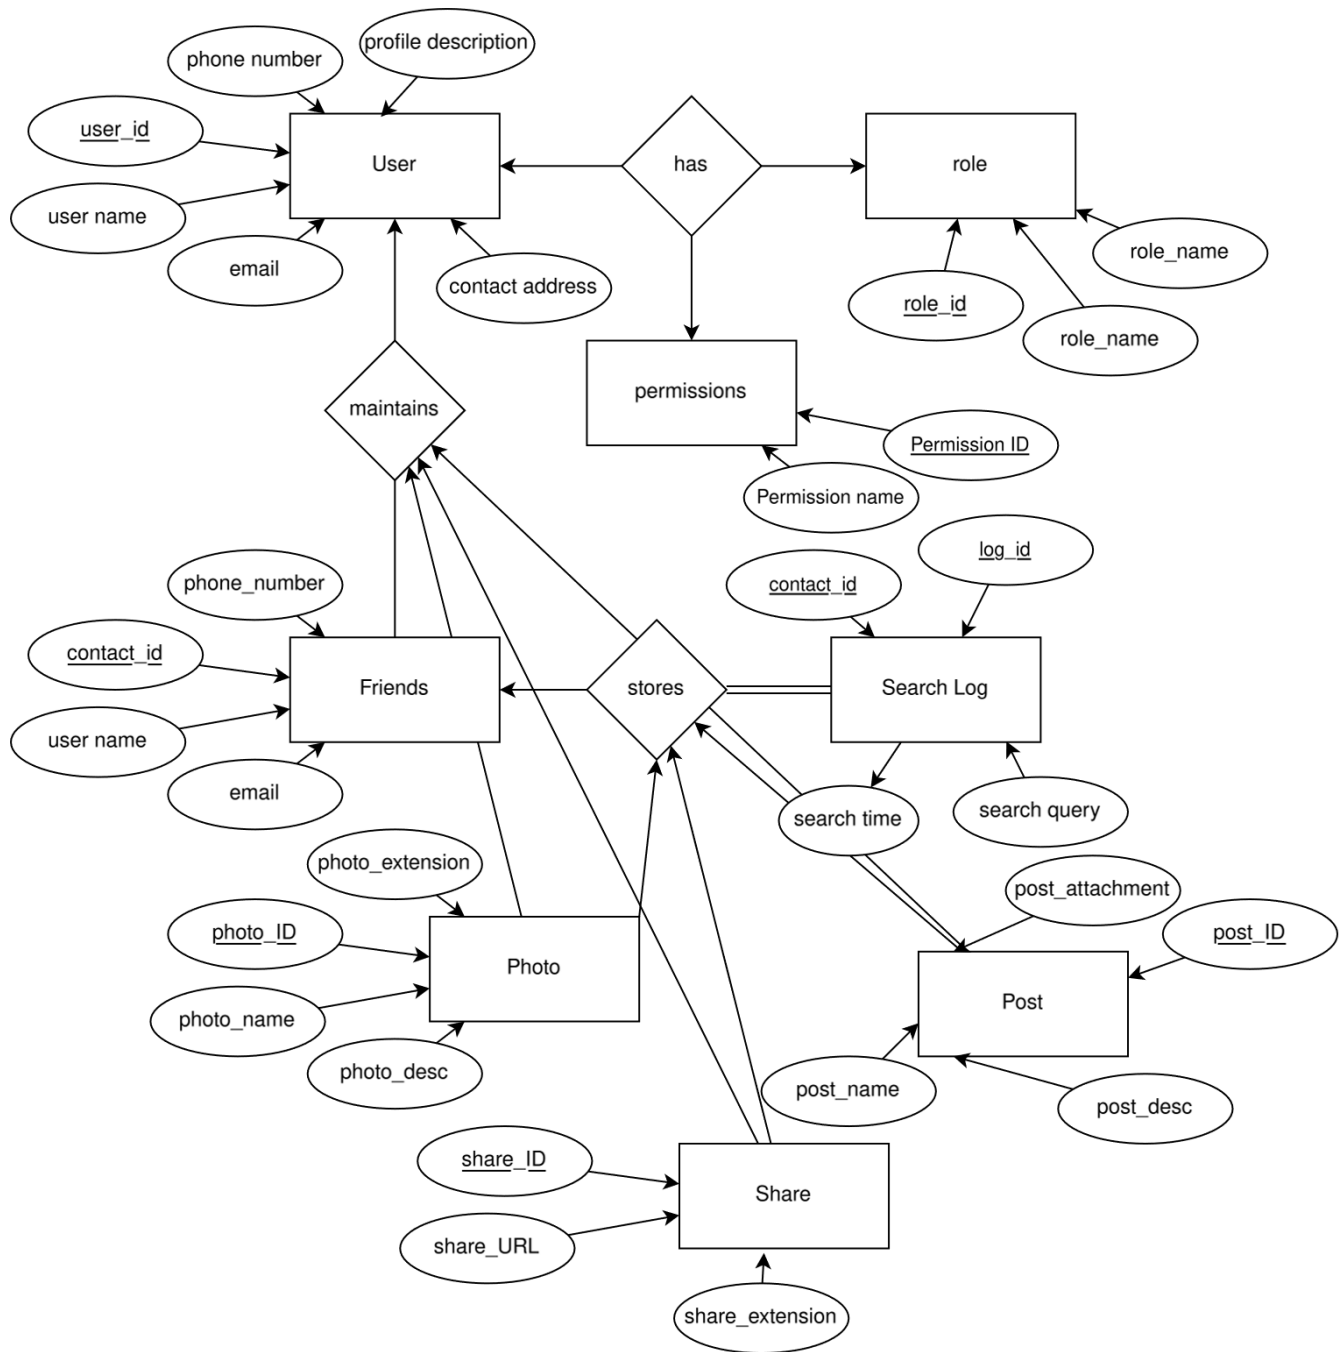 profile description
phone number
user_id
User
has
role
user name
role_name
email
contact address
role_id
role_name
permissions
maintains
Permission ID
Permission name
log_id
phone_number
contact_id
contact_id
Friends
stores
Search Log
user name
email
search time
search query
photo_extension
post_attachment
photo_ID
post_ID
Photo
Post
photo_name
photo_desc
post_name
post_desc
share_ID
Share
share_URL
share_extension